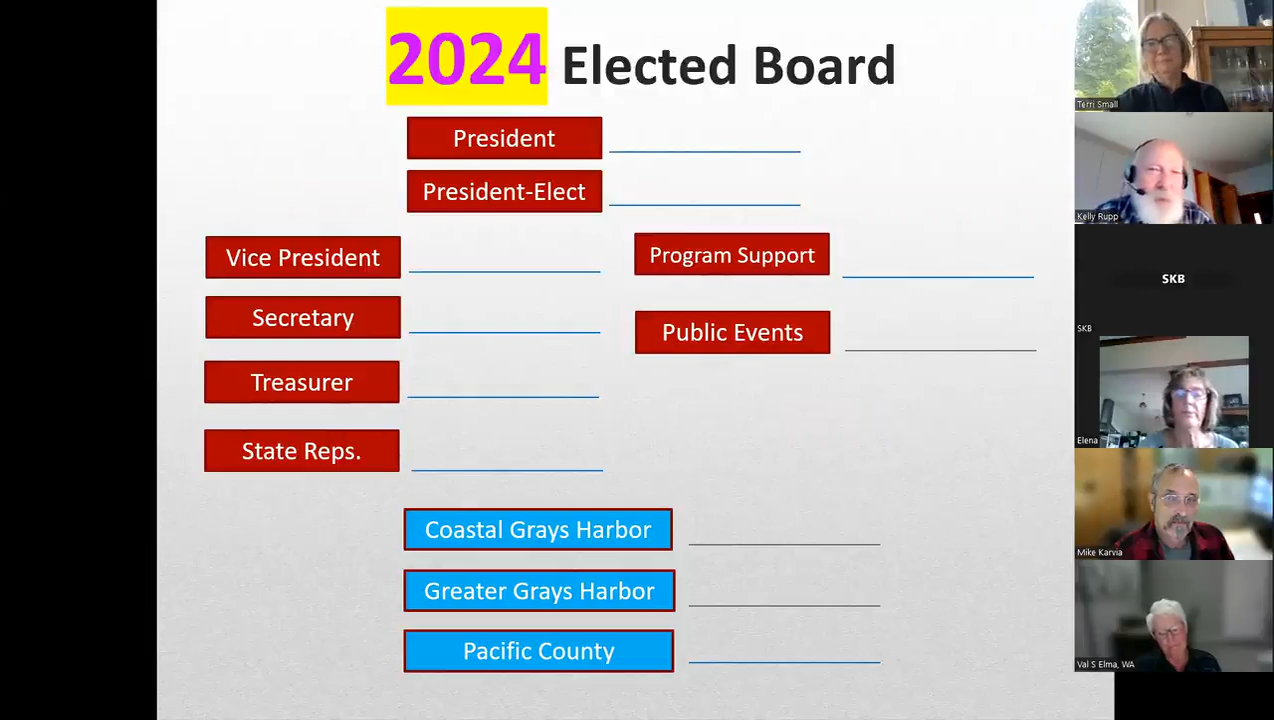 2024 Elected Board
President
President-Elect
Vice President
Program Support
Secretary
Public Events
Treasurer
State Reps.
Coastal Grays Harbor
Greater Grays Harbor
Pacific County
Terri Small
Kelly Rupp
SKB
SKB
Elena
Mike Karvia
Val S Elma, WA